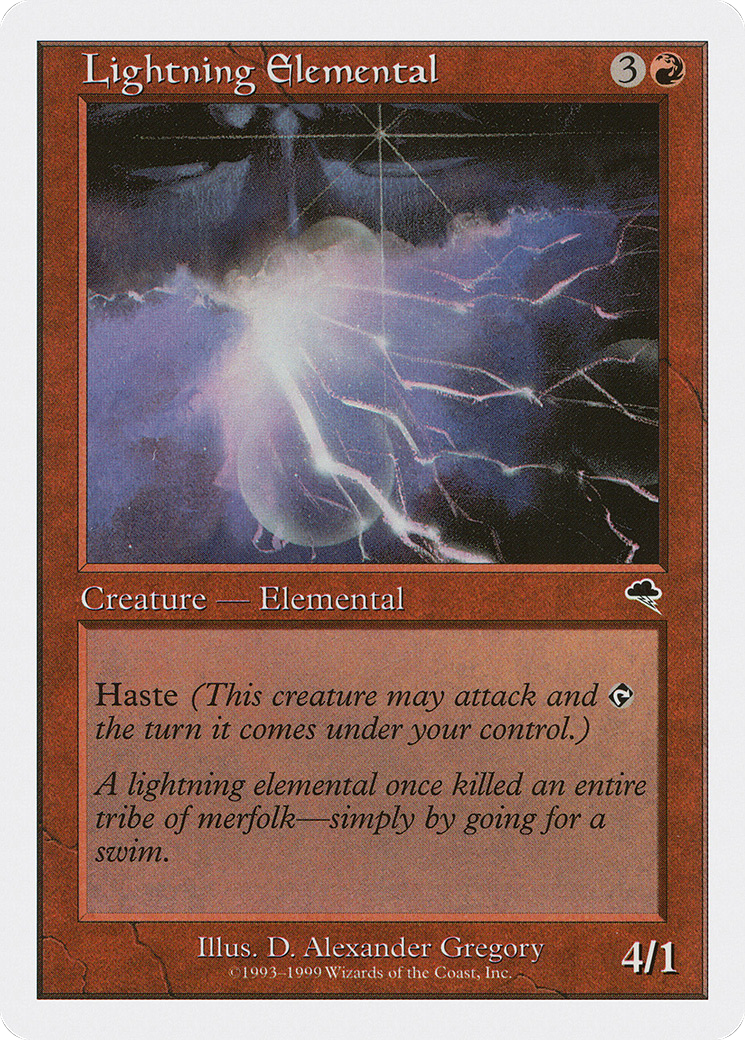 Lightning Elemental
3
Creature — Elemental
Haste (This creature may attack and
the turn it comes under your control.)
A lightning elemental once killed an entire
tribe of merfolk—simply by going for a
swim.
Illus. D. Alexander Gregory
©1993–1999 Wizards of the Coast, Inc.
4/1